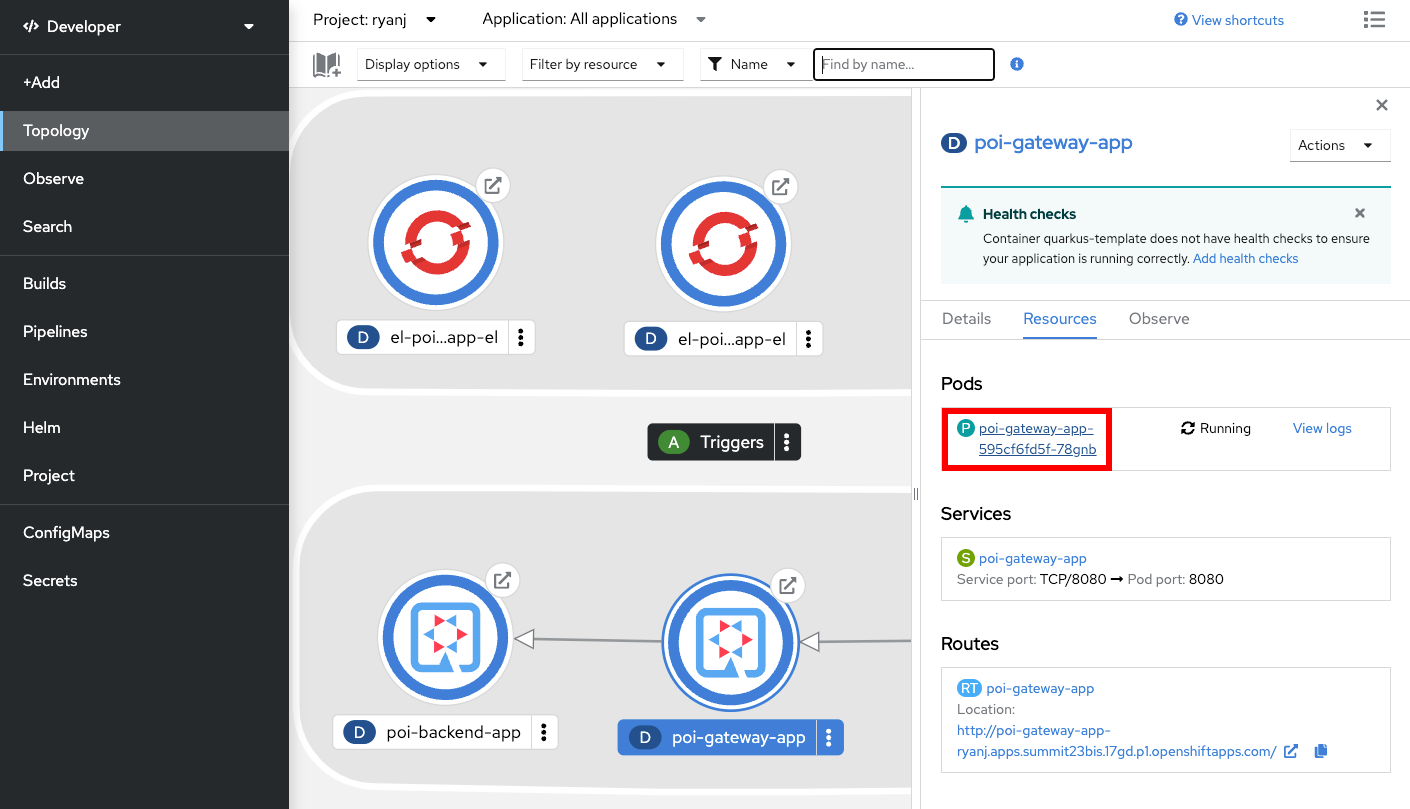 Developer
+Add
Topology
Observe
Search
Builds
Pipelines
Environments
Helm
Project
ConfigMaps
Secrets
Project: ryanj
Application: All applications
View shortcuts
Display options
Filter by resource
Name
Find by name...
D el-poi...app-el
D el-poi...app-el
A Triggers
D poi-backend-app
D poi-gateway-app
D poi-gateway-app
Actions
Health checks
Container quarkus-template does not have health checks to ensure
your application is running correctly. Add health checks
Details
Resources
Observe
Pods
P poi-gateway-app-
595cf6fd5f-78gnb
Running
View logs
Services
S poi-gateway-app
Service port: TCP/8080 → Pod port: 8080
Routes
RT poi-gateway-app
Location:
http://poi-gateway-app-
ryanj.apps.summit23bis.17gd.p1.openshiftapps.com/